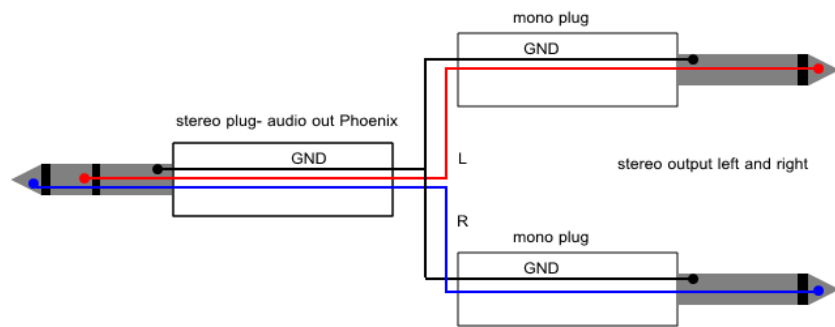 mono plug
GND
stereo plug- audio out Phoenix
GND
L
stereo output left and right
R
mono plug
GND